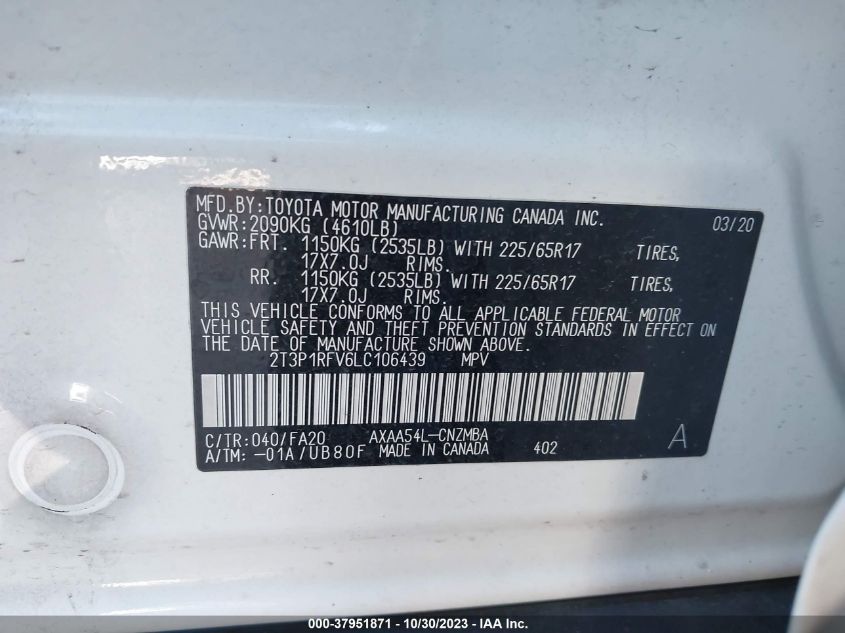 MFD.BY:TOYOTA MOTOR MANUFACTURING CANADA INC. 03/20
GVWR:2090KG (4610LB)
GAWR:FRT. 1150KG (2535LB) WITH 225/65R17 TIRES,
17X7.0J RIMS.
RR. 1150KG (2535LB) WITH 225/65R17 TIRES,
17X7.0J RIMS.
THIS VEHICLE CONFORMS TO ALL APPLICABLE FEDERAL MOTOR
VEHICLE SAFETY AND THEFT PREVENTION STANDARDS IN EFFECT ON
THE DATE OF MANUFACTURE SHOWN ABOVE.
2T3P1RFV6LC106439 MPV
C/TR:040/FA20 AXAA54L-CNZMBA A
A/TM:-01A/UB80F MADE IN CANADA 402
000-37951871 - 10/30/2023 - IAA Inc.